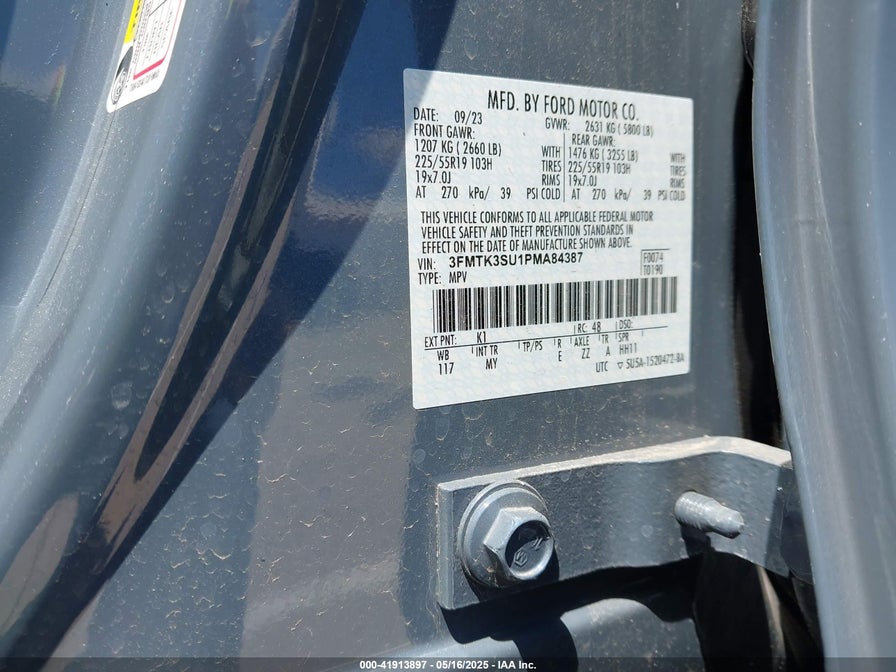 MFD. BY FORD MOTOR CO.
DATE: 09/23 GVWR: 2631 KG ( 5800 LB)
FRONT GAWR: REAR GAWR:
1207 KG ( 2660 LB) WITH 1476 KG ( 3255 LB) WITH
225/55R19 103H TIRES 225/55R19 103H TIRES
19x7.0J RIMS 19x7.0J RIMS
AT 270 kPa/ 39 PSI COLD AT 270 kPa/ 39 PSI COLD
THIS VEHICLE CONFORMS TO ALL APPLICABLE FEDERAL MOTOR
VEHICLE SAFETY AND THEFT PREVENTION STANDARDS IN
EFFECT ON THE DATE OF MANUFACTURE SHOWN ABOVE.
VIN: 3FMTK3SU1PMA84387 F0074
TYPE: MPV T0190
EXT PNT: K1 RC: 48 DSO:
WB INT TR TP/PS R AXLE TR SPR
117 MY E ZZ A HH11
UTC ▽ SU5A-1520472-BA
000-41913897 - 05/16/2025 - IAA Inc.